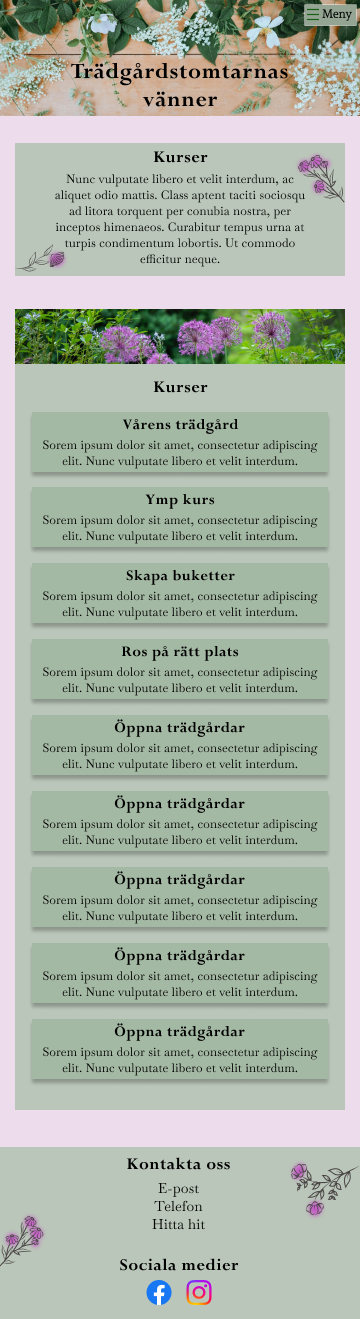 Meny
Trädgårdstomtarnas
vänner
Kurser
Nunc vulputate libero et velit interdum, ac
aliquet odio mattis. Class aptent taciti sociosqu
ad litora torquent per conubia nostra, per
inceptos himenaeos. Curabitur tempus urna at
turpis condimentum lobortis. Ut commodo
efficitur neque.
Kurser
Vårens trädgård
Sorem ipsum dolor sit amet, consectetur adipiscing
elit. Nunc vulputate libero et velit interdum.
Ymp kurs
Sorem ipsum dolor sit amet, consectetur adipiscing
elit. Nunc vulputate libero et velit interdum.
Skapa buketter
Sorem ipsum dolor sit amet, consectetur adipiscing
elit. Nunc vulputate libero et velit interdum.
Ros på rätt plats
Sorem ipsum dolor sit amet, consectetur adipiscing
elit. Nunc vulputate libero et velit interdum.
Öppna trädgårdar
Sorem ipsum dolor sit amet, consectetur adipiscing
elit. Nunc vulputate libero et velit interdum.
Öppna trädgårdar
Sorem ipsum dolor sit amet, consectetur adipiscing
elit. Nunc vulputate libero et velit interdum.
Öppna trädgårdar
Sorem ipsum dolor sit amet, consectetur adipiscing
elit. Nunc vulputate libero et velit interdum.
Öppna trädgårdar
Sorem ipsum dolor sit amet, consectetur adipiscing
elit. Nunc vulputate libero et velit interdum.
Öppna trädgårdar
Sorem ipsum dolor sit amet, consectetur adipiscing
elit. Nunc vulputate libero et velit interdum.
Kontakta oss
E-post
Telefon
Hitta hit
Sociala medier